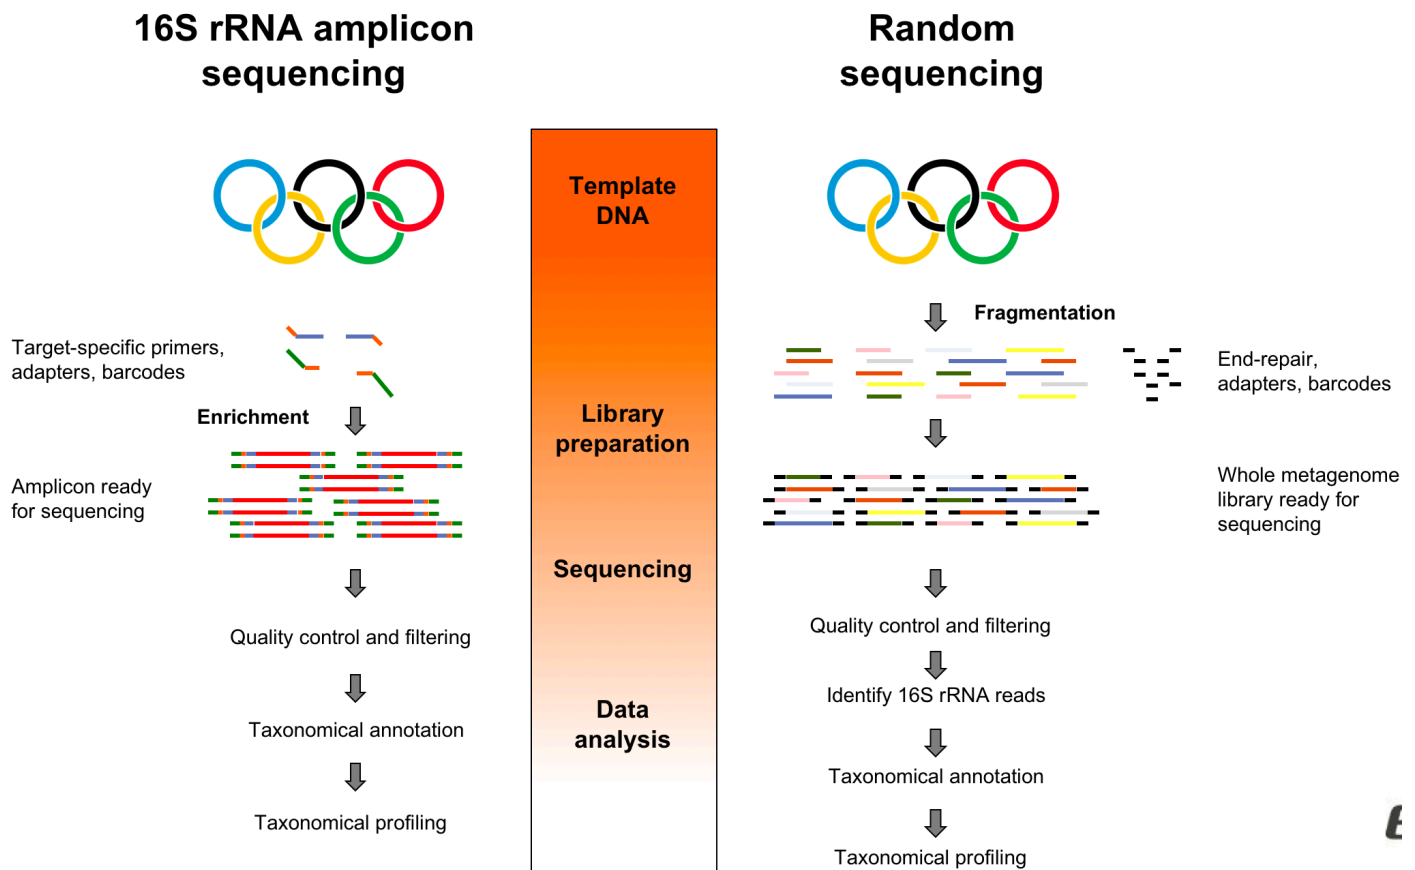 16S rRNA amplicon
sequencing
Random
sequencing
Template
DNA
Fragmentation
Target-specific primers,
adapters, barcodes
End-repair,
adapters, barcodes
Enrichment
Library
preparation
Amplicon ready
for sequencing
Whole metagenome
library ready for
sequencing
Sequencing
Quality control and filtering
Quality control and filtering
Identify 16S rRNA reads
Taxonomical annotation
Data
analysis
Taxonomical annotation
Taxonomical profiling
Taxonomical profiling